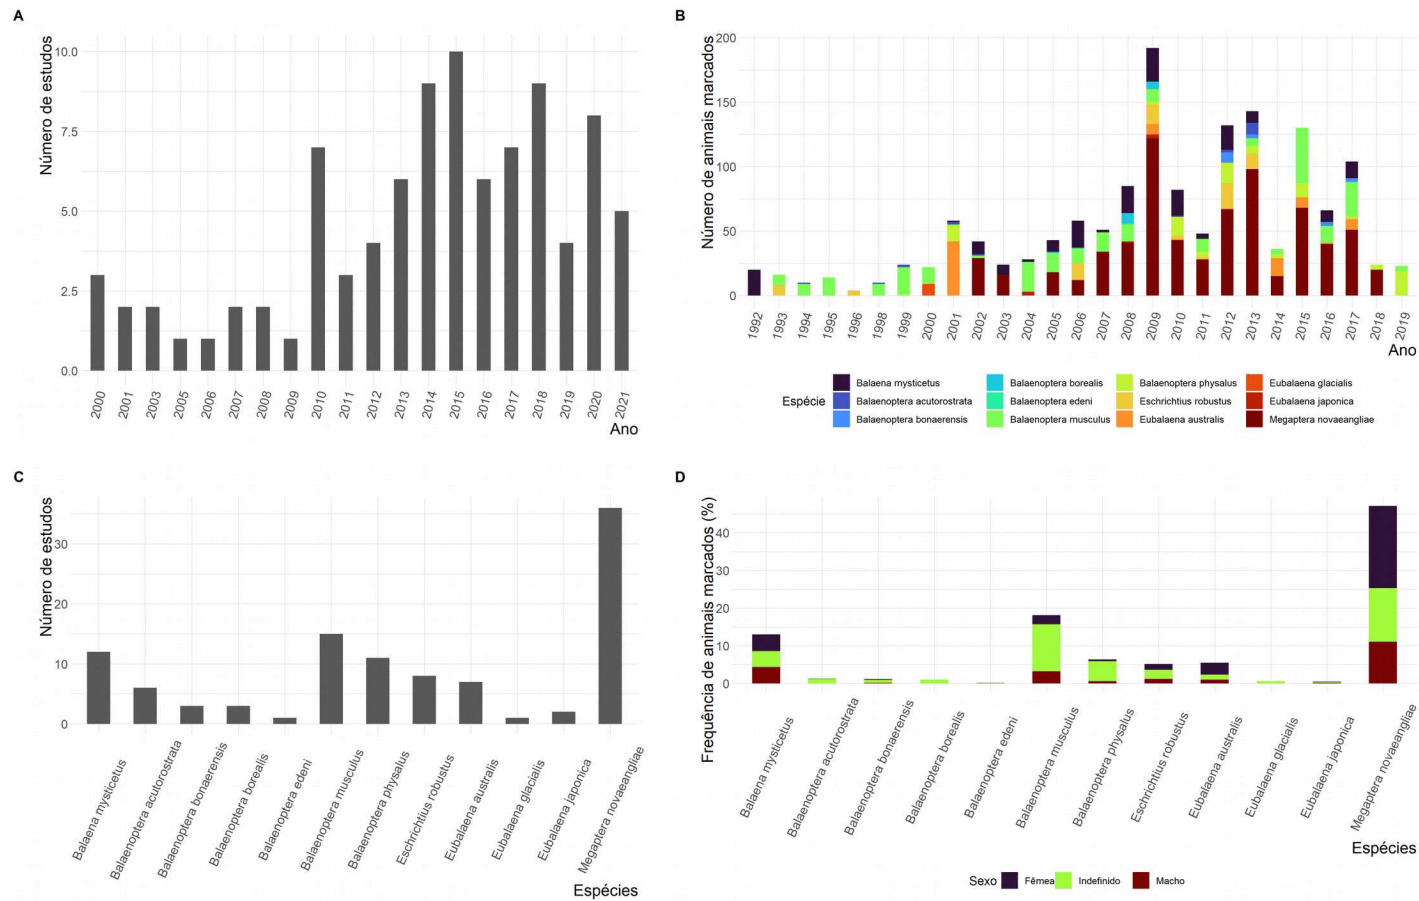 A
Número de estudos
10.0
7.5
5.0
2.5
0.0
2000
2001
2003
2005
2006
2007
2008
2009
2010
2011
2012
2013
2014
2015
2016
2017
2018
2019
2020
2021
Ano
B
Número de animais marcados
200
150
100
50
0
1992
1993
1994
1995
1996
1998
1999
2000
2001
2002
2003
2004
2005
2006
2007
2008
2009
2010
2011
2012
2013
2014
2015
2016
2017
2018
2019
Ano
Espécie
Balaena mysticetus
Balaenoptera acutorostrata
Balaenoptera bonaerensis
Balaenoptera borealis
Balaenoptera edeni
Balaenoptera musculus
Balaenoptera physalus
Eschrichtius robustus
Eubalaena australis
Eubalaena glacialis
Eubalaena japonica
Megaptera novaeangliae
C
Número de estudos
30
20
10
0
Balaena mysticetus
Balaenoptera acutorostrata
Balaenoptera bonaerensis
Balaenoptera borealis
Balaenoptera edeni
Balaenoptera musculus
Balaenoptera physalus
Eschrichtius robustus
Eubalaena australis
Eubalaena glacialis
Eubalaena japonica
Megaptera novaeangliae
Espécies
D
Frequência de animais marcados (%)
40
30
20
10
0
Balaena mysticetus
Balaenoptera acutorostrata
Balaenoptera bonaerensis
Balaenoptera borealis
Balaenoptera edeni
Balaenoptera musculus
Balaenoptera physalus
Eschrichtius robustus
Eubalaena australis
Eubalaena glacialis
Eubalaena japonica
Megaptera novaeangliae
Espécies
Sexo
Fêmea
Indefinido
Macho